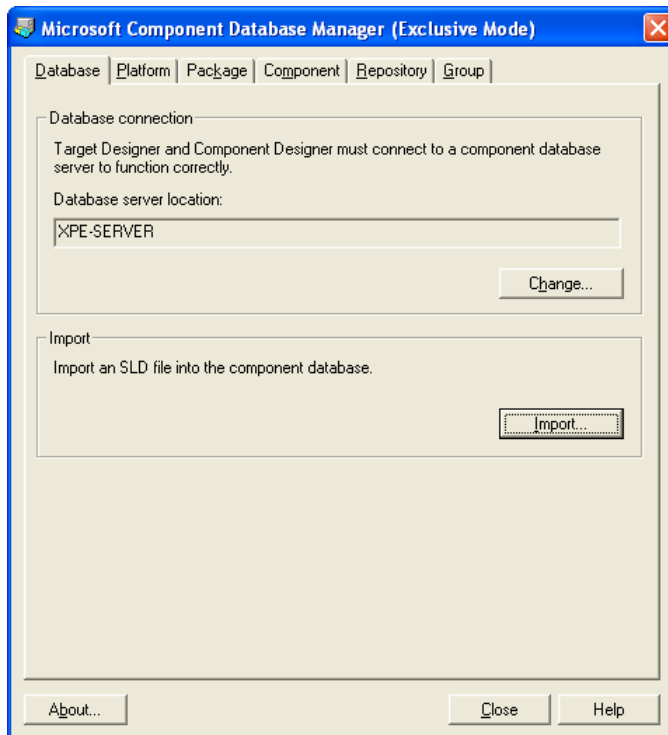 Microsoft Component Database Manager (Exclusive Mode)
Database Platform Package Component Repository Group
Database connection
Target Designer and Component Designer must connect to a component database
server to function correctly.
Database server location:
XPE-SERVER
Change...
Import
Import an SLD file into the component database.
Import...
About... Close Help